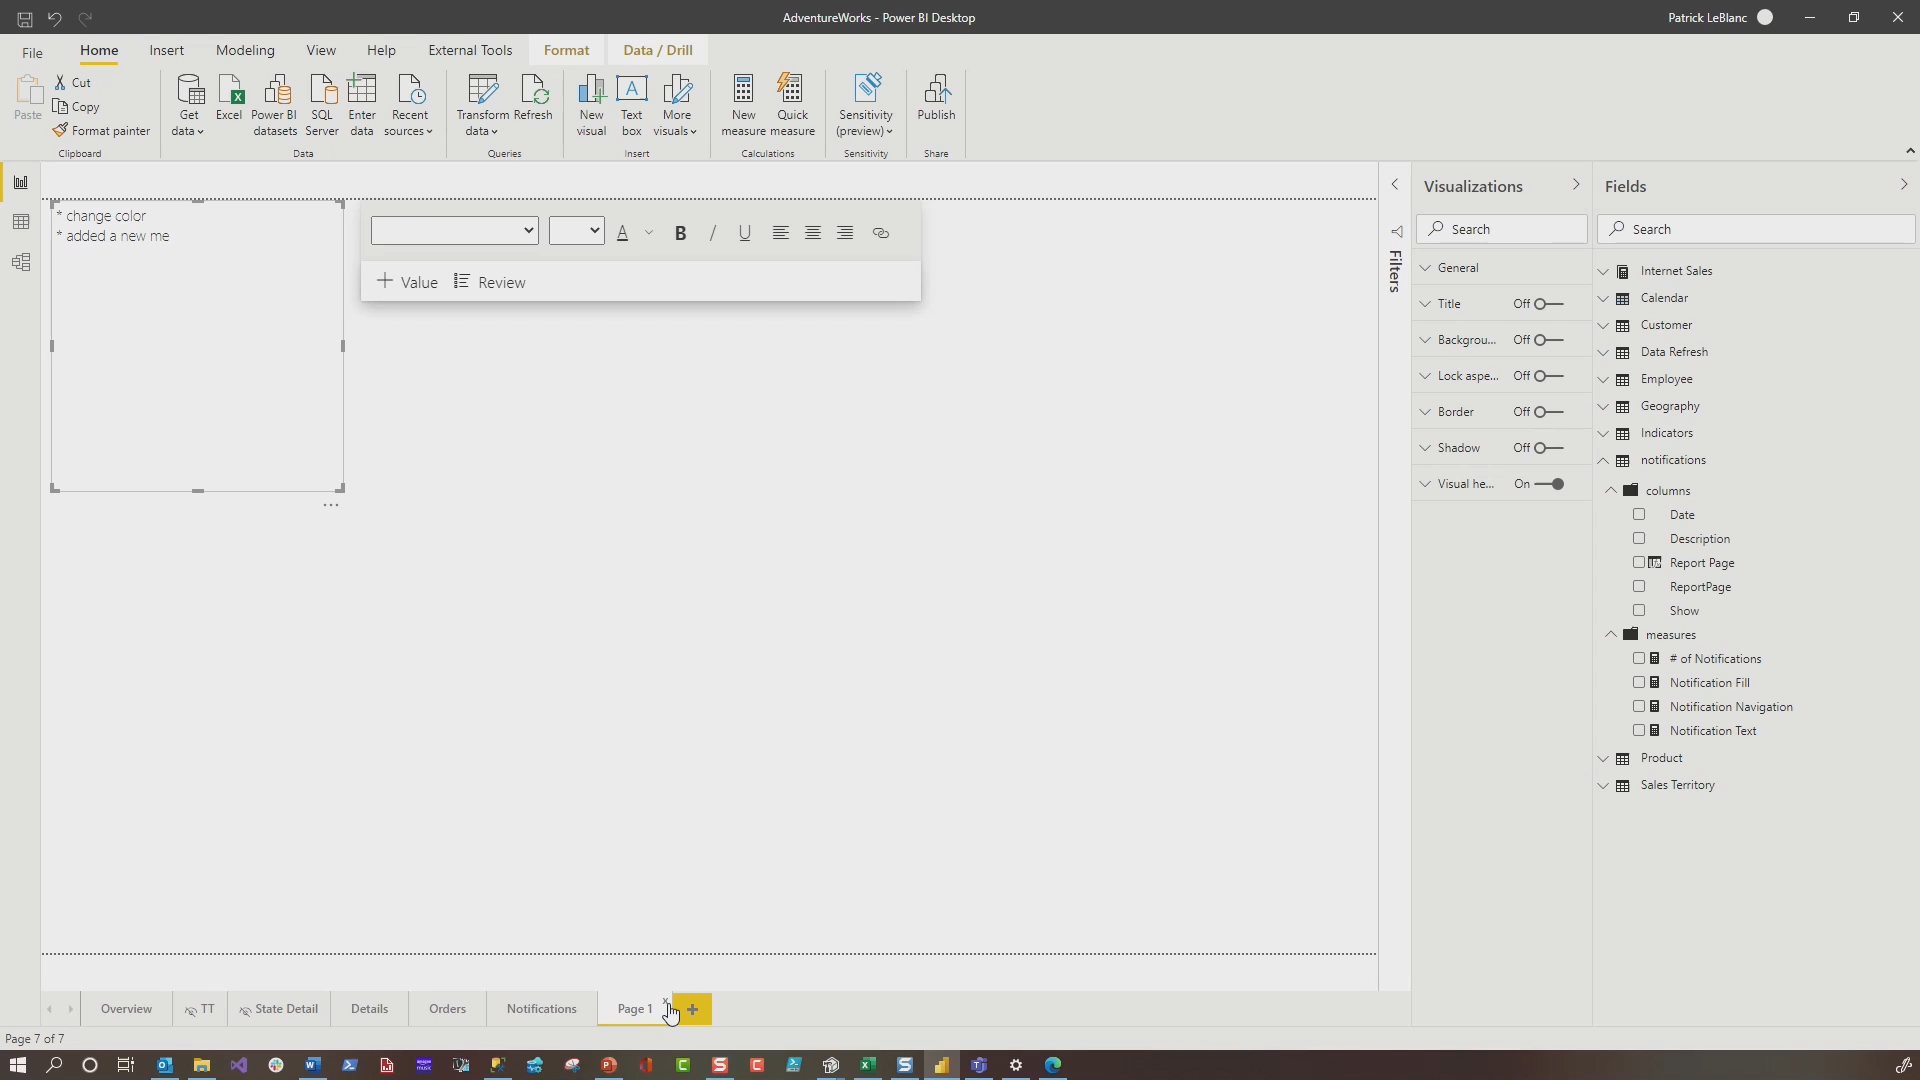 AdventureWorks - Power BI Desktop
Patrick LeBlanc
File
Home
Insert
Modeling
View
Help
External Tools
Format
Data / Drill
Paste
Cut
Copy
Format painter
Clipboard
Get data
Excel
Power BI datasets
SQL Server
Enter data
Recent sources
Data
Transform data
Refresh
Queries
New visual
Text box
More visuals
Insert
New measure
Quick measure
Calculations
Sensitivity (preview)
Sensitivity
Publish
Share
* change color
* added a new me
A
B
I
U
+ Value
Review
...
Filters
Visualizations
Search
General
Title Off
Backgrou... Off
Lock aspe... Off
Border Off
Shadow Off
Visual he... On
Fields
Search
Internet Sales
Calendar
Customer
Data Refresh
Employee
Geography
Indicators
notifications
columns
Date
Description
Report Page
ReportPage
Show
measures
# of Notifications
Notification Fill
Notification Navigation
Notification Text
Product
Sales Territory
Overview
TT
State Detail
Details
Orders
Notifications
Page 1
x
+
Page 7 of 7